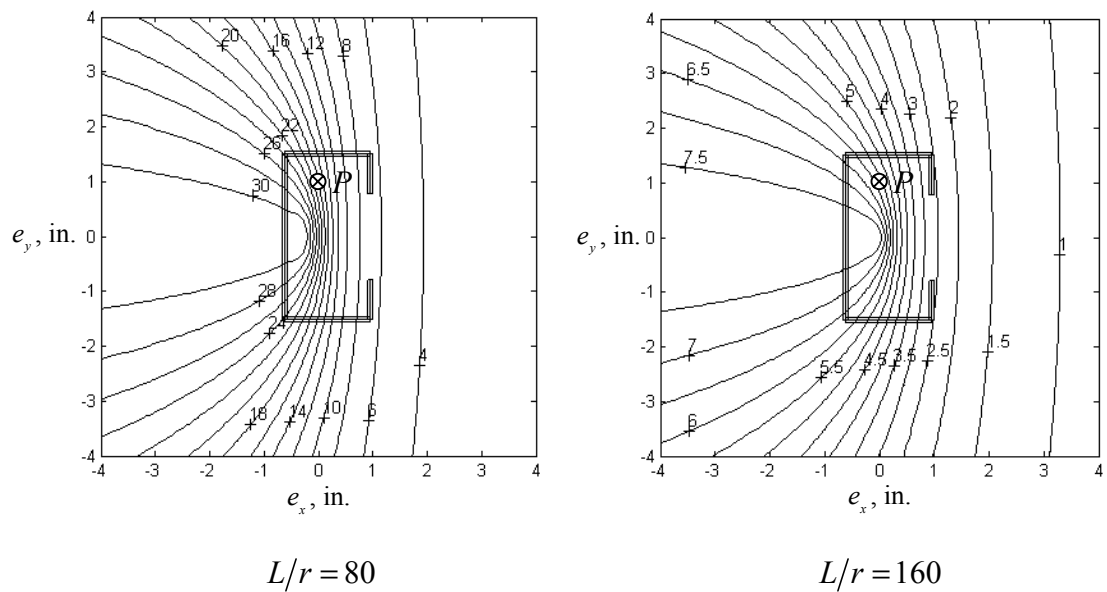 4
3
2
1
0
-1
-2
-3
-4
-4 -3 -2 -1 0 1 2 3 4
e_y, in.
e_x, in.
20 16 12 8
22
26
30
28
24
18 14 10 6
4
P
L/r = 80
4
3
2
1
0
-1
-2
-3
-4
-4 -3 -2 -1 0 1 2 3 4
e_y, in.
e_x, in.
6.5
5 4 3 2
7.5
1
7
5.5 4.5 3.5 2.5 1.5
6
P
L/r = 160